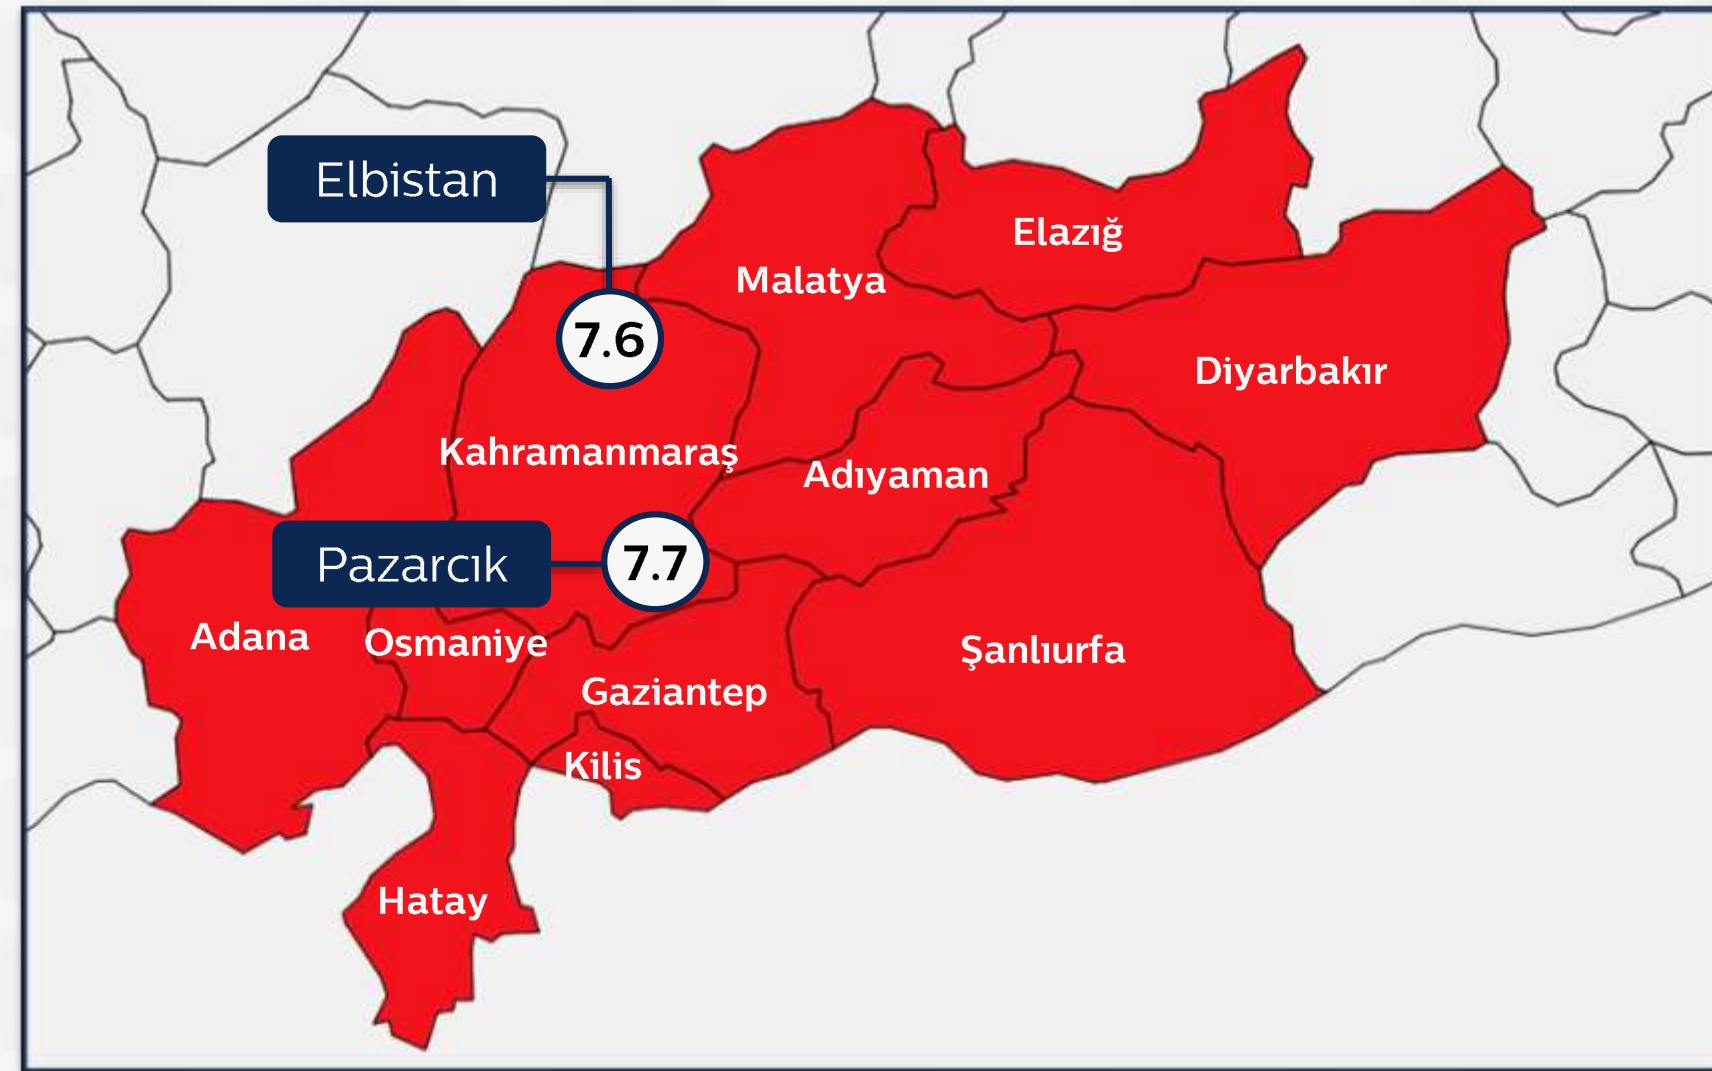 Elbistan
7.6
Elazığ
Malatya
Diyarbakır
Kahramanmaraş
Adıyaman
Pazarcık
7.7
Adana
Osmaniye
Şanlıurfa
Gaziantep
Kilis
Hatay